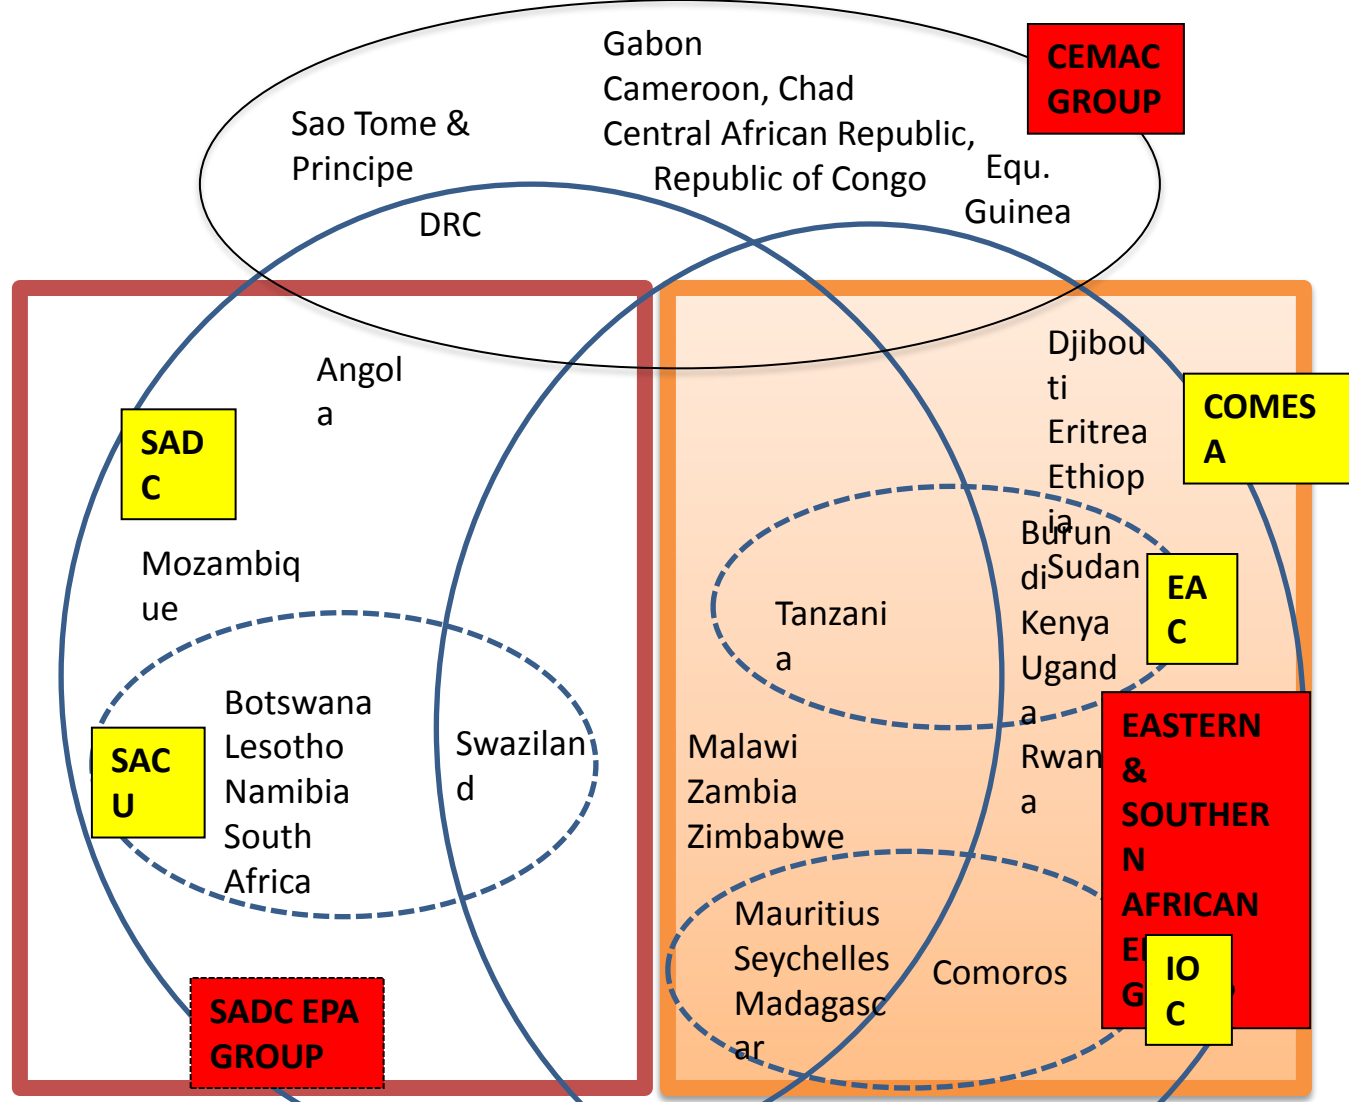 Gabon
Cameroon, Chad
Central African Republic,
Republic of Congo
CEMAC
GROUP
Sao Tome &
Principe
Equ.
Guinea
DRC
Angol
a
SAD
C
Mozambiq
ue
Botswana
Lesotho
Namibia
South
Africa
SAC
U
Swazilan
d
SADC EPA
GROUP
Djibou
ti
Eritrea
Ethiop
ia
Sudan
COMES
A
Burun
di
Kenya
Ugand
a
Rwan
a
EA
C
Tanzani
a
Malawi
Zambia
Zimbabwe
EASTERN
&
SOUTHER
N
AFRICAN
Mauritius
Seychelles
Madagasc
ar
Comoros
IO
C